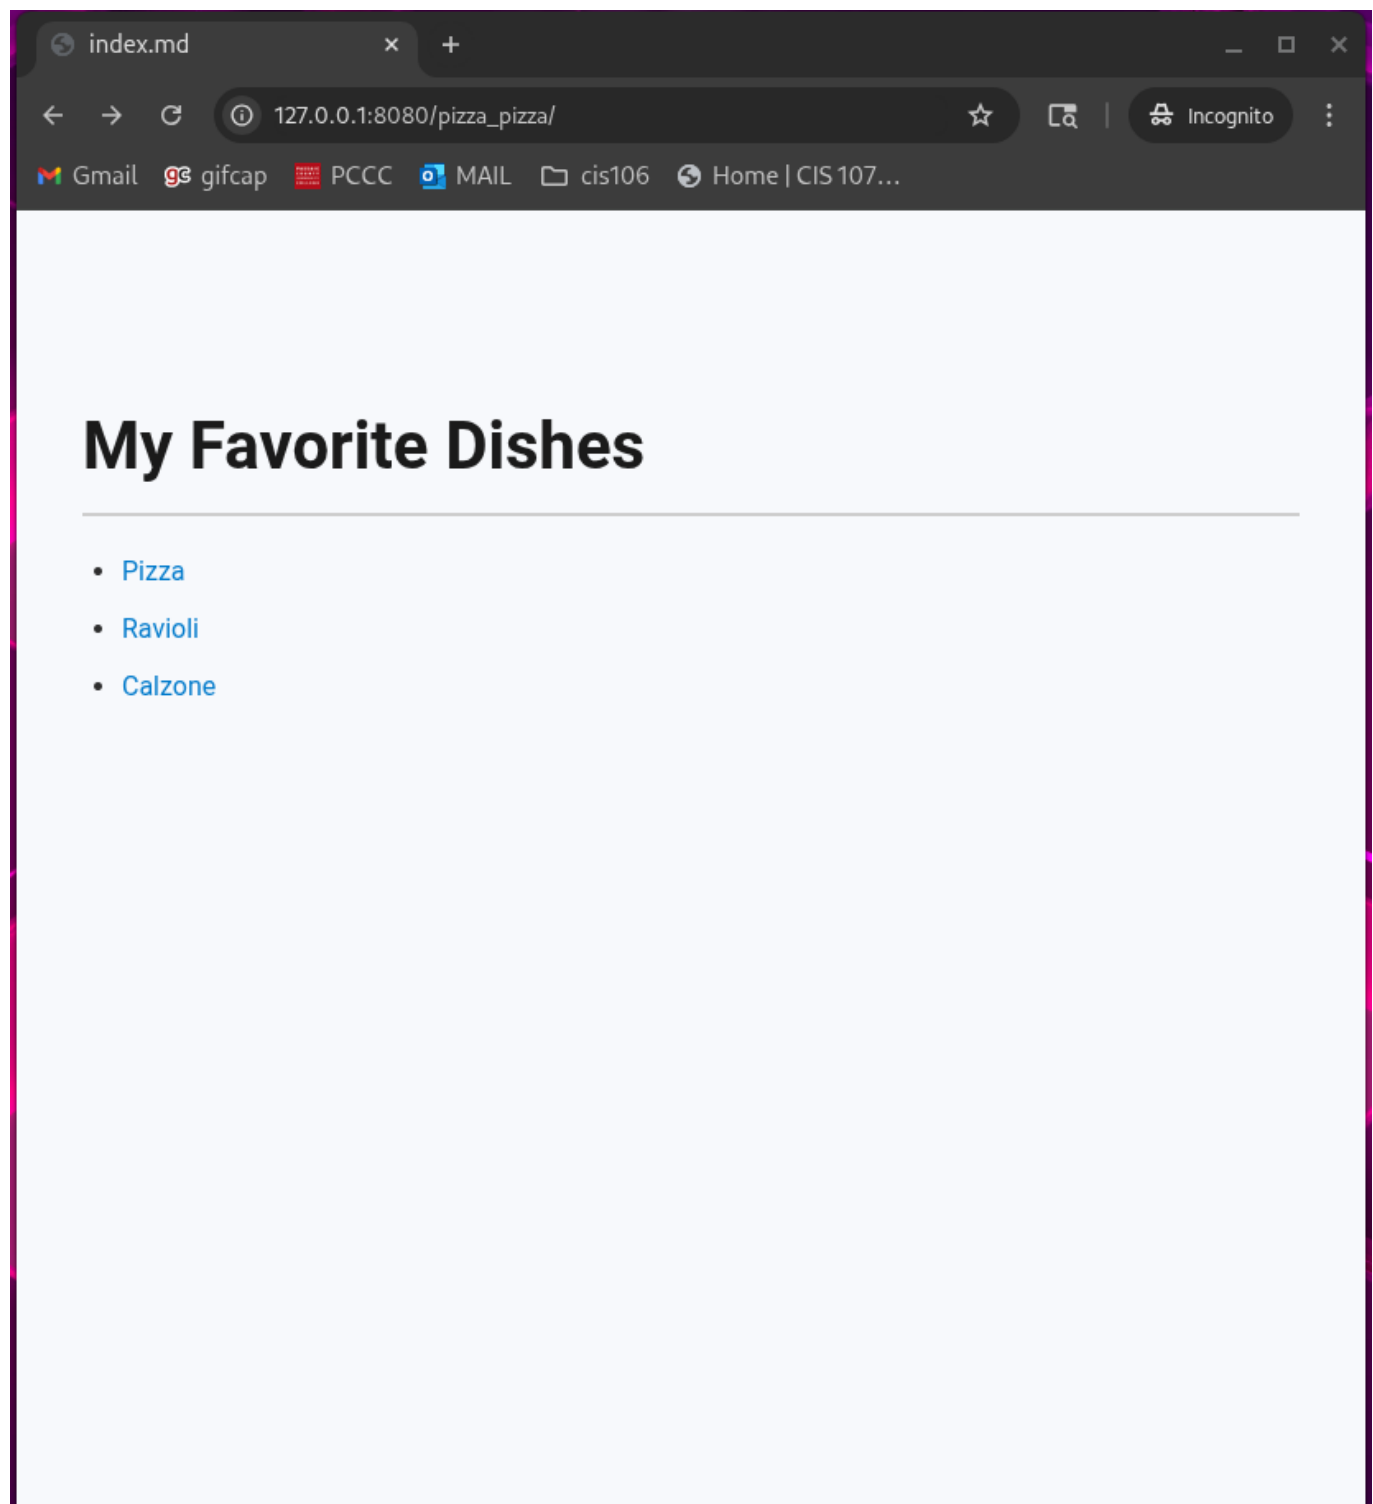 index.md
127.0.0.1:8080/pizza_pizza/ Incognito
Gmail gifcap PCCC MAIL cis106 Home | CIS 107...
My Favorite Dishes
Pizza
Ravioli
Calzone